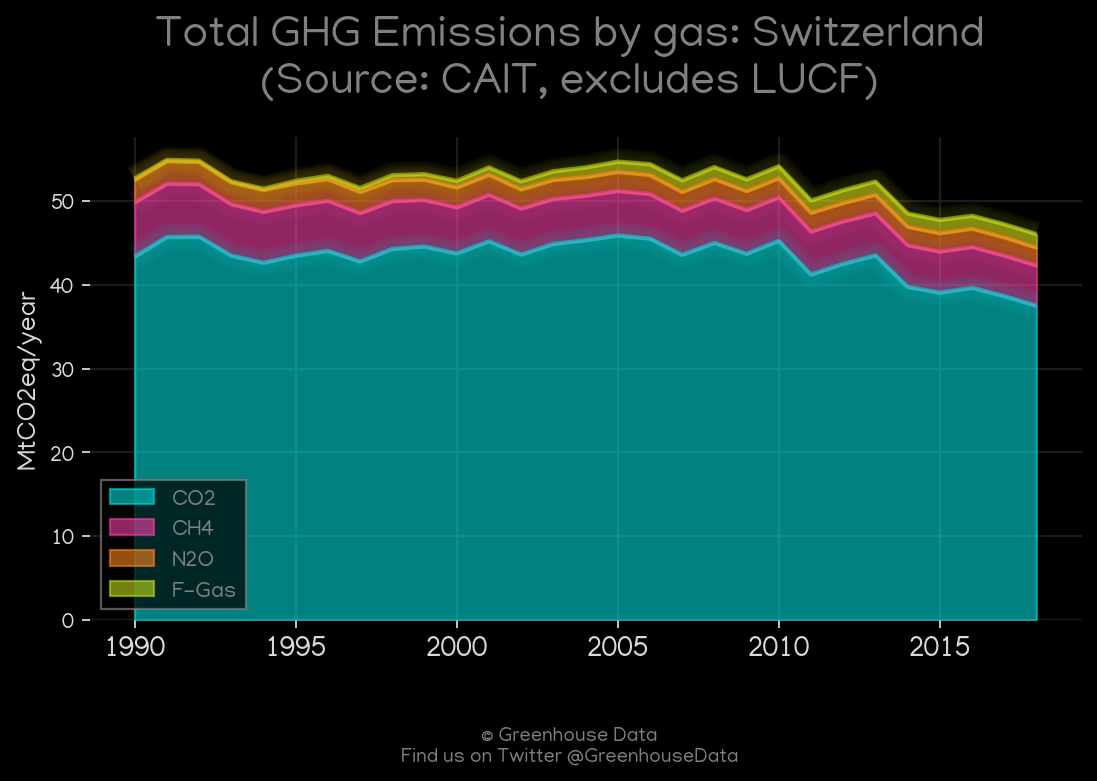 Total GHG Emissions by gas: Switzerland
(Source: CAIT, excludes LUCF)
MtCO2eq/year
50
40
30
20
10
0
CO2
CH4
N2O
F-Gas
1990 1995 2000 2005 2010 2015
© Greenhouse Data
Find us on Twitter @GreenhouseData